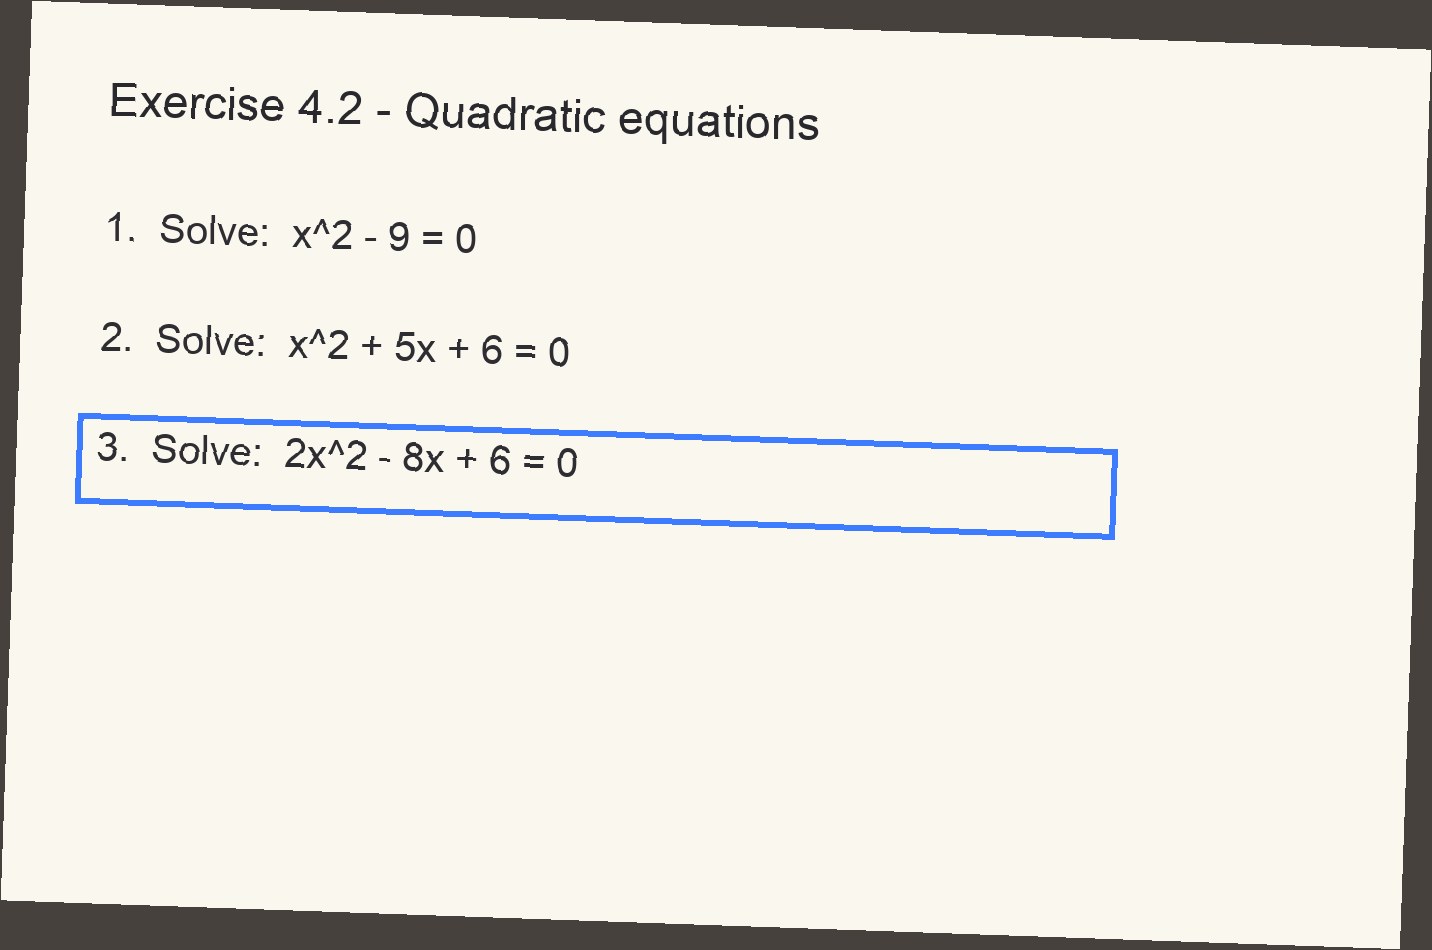 Exercise 4.2 - Quadratic equations
1. Solve: x^2 - 9 = 0
2. Solve: x^2 + 5x + 6 = 0
3. Solve: 2x^2 - 8x + 6 = 0